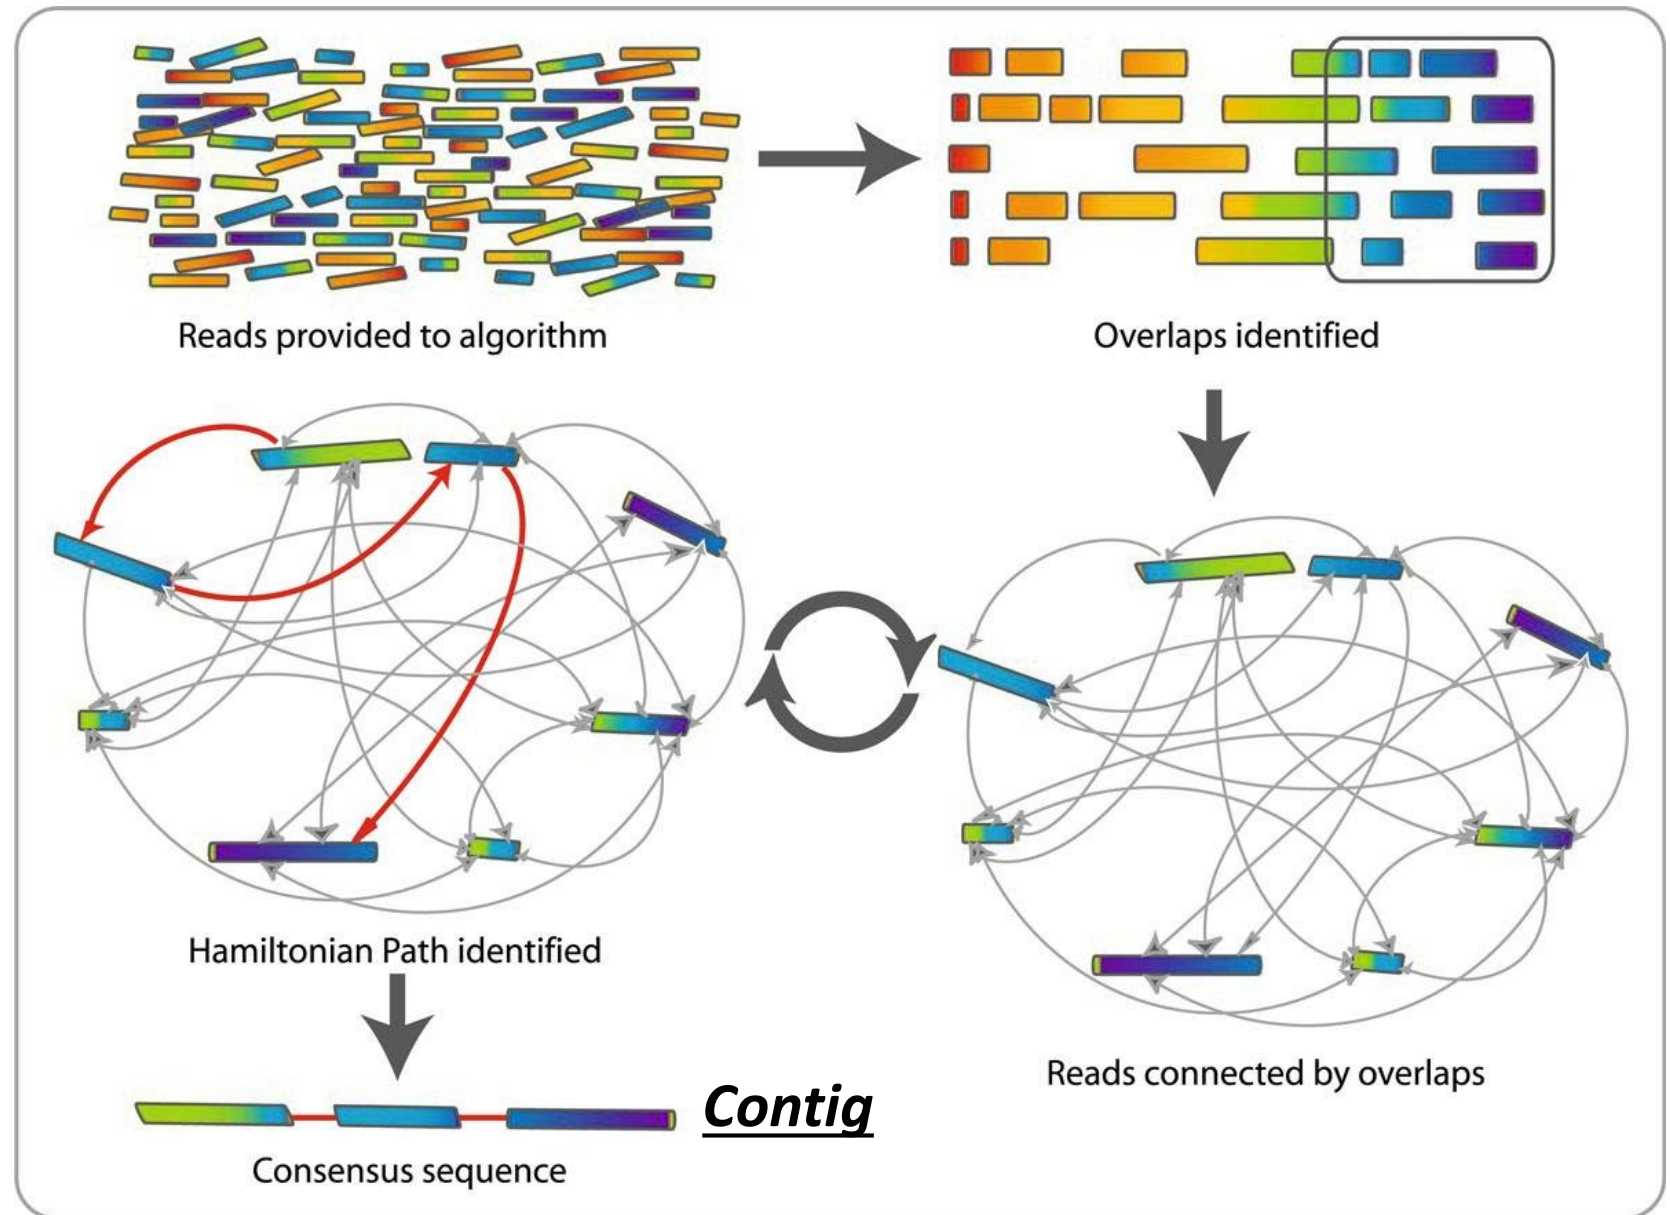 Reads provided to algorithm
Overlaps identified
Hamiltonian Path identified
Reads connected by overlaps
Contig
Consensus sequence